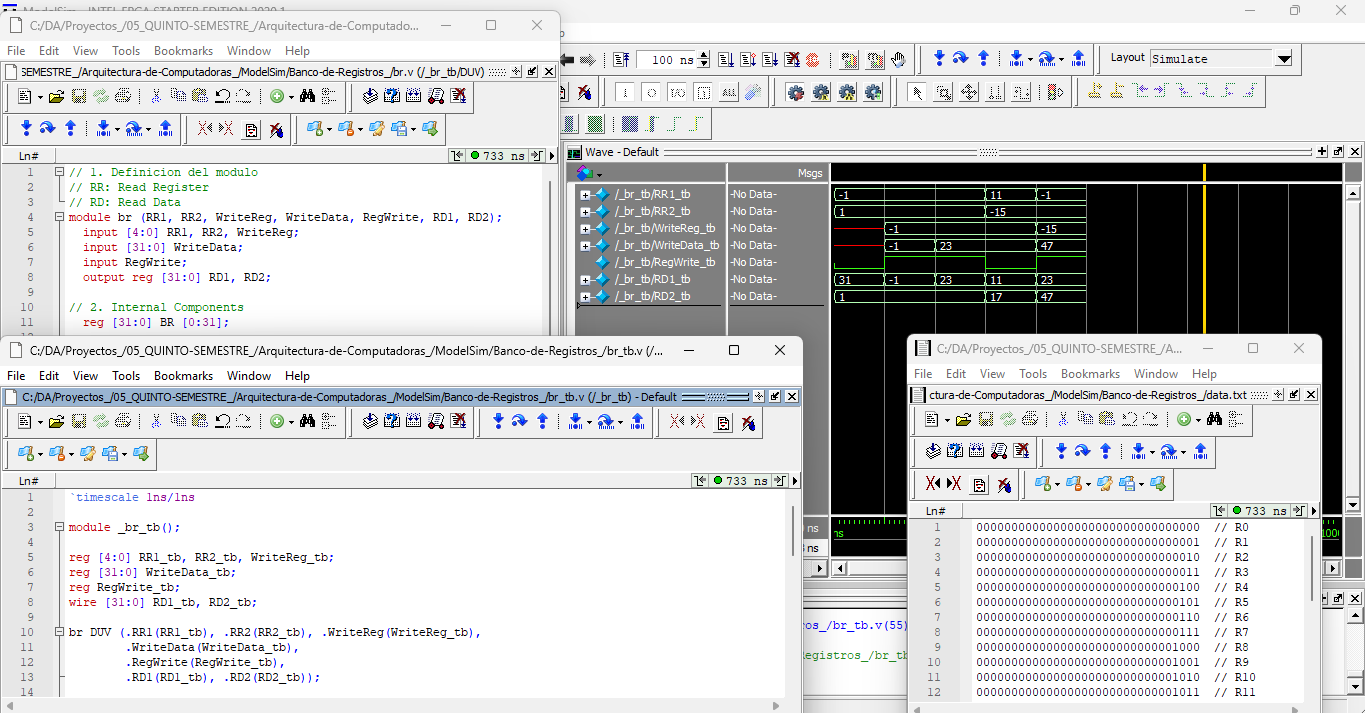 ModelSim - INTEL FPGA STARTER EDITION 2020.1
C:/DA/Proyectos_/05_QUINTO-SEMESTRE_/Arquitectura-de-Computado...
File Edit View Tools Bookmarks Window Help
SEMESTRE_/Arquitectura-de-Computadoras_/ModelSim/Banco-de-Registros_/br.v (/_br_tb/DUV)
Ln#
733 ns
1 // 1. Definicion del modulo
2 // RR: Read Register
3 // RD: Read Data
4 module br (RR1, RR2, WriteReg, WriteData, RegWrite, RD1, RD2);
5 input [4:0] RR1, RR2, WriteReg;
6 input [31:0] WriteData;
7 input RegWrite;
8 output reg [31:0] RD1, RD2;
9
10 // 2. Internal Components
11 reg [31:0] BR [0:31];
100 ns
Layout Simulate
ALL
Wave - Default
Msgs
/_br_tb/RR1_tb -No Data- -1 11 -1
/_br_tb/RR2_tb -No Data- 1 -15
/_br_tb/WriteReg_tb -No Data- -1 -15
/_br_tb/WriteData_tb -No Data- -1 23 47
/_br_tb/RegWrite_tb -No Data-
/_br_tb/RD1_tb -No Data- 31 -1 23 11 23
/_br_tb/RD2_tb -No Data- 1 17 47
ns
ns
ns
os_/br_tb.v(55)
egistros_/br_tb
C:/DA/Proyectos_/05_QUINTO-SEMESTRE_/Arquitectura-de-Computadoras_/ModelSim/Banco-de-Registros_/br_tb.v (/...
File Edit View Tools Bookmarks Window Help
C:/DA/Proyectos_/05_QUINTO-SEMESTRE_/Arquitectura-de-Computadoras_/ModelSim/Banco-de-Registros_/br_tb.v (/_br_tb) - Default
Ln#
733 ns
1 `timescale 1ns/1ns
2
3 module _br_tb();
4
5 reg [4:0] RR1_tb, RR2_tb, WriteReg_tb;
6 reg [31:0] WriteData_tb;
7 reg RegWrite_tb;
8 wire [31:0] RD1_tb, RD2_tb;
9
10 br DUV (.RR1(RR1_tb), .RR2(RR2_tb), .WriteReg(WriteReg_tb),
11 .WriteData(WriteData_tb),
12 .RegWrite(RegWrite_tb),
13 .RD1(RD1_tb), .RD2(RD2_tb));
14
C:/DA/Proyectos_/05_QUINTO-SEMESTRE_/A...
File Edit View Tools Bookmarks Window Help
ctura-de-Computadoras_/ModelSim/Banco-de-Registros_/data.txt
Ln#
733 ns
1 00000000000000000000000000000000 // R0
2 00000000000000000000000000000001 // R1
3 00000000000000000000000000000010 // R2
4 00000000000000000000000000000011 // R3
5 00000000000000000000000000000100 // R4
6 00000000000000000000000000000101 // R5
7 00000000000000000000000000000110 // R6
8 00000000000000000000000000000111 // R7
9 00000000000000000000000000001000 // R8
10 00000000000000000000000000001001 // R9
11 00000000000000000000000000001010 // R10
12 00000000000000000000000000001011 // R11